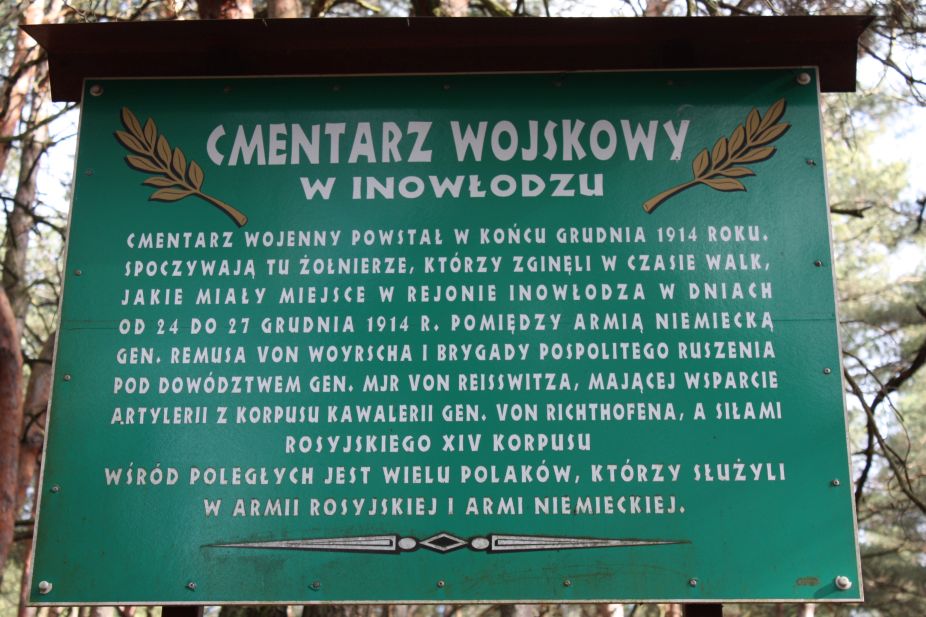 CMENTARZ WOJSKOWY
W INOWŁODZU
CMENTARZ WOJENNY POWSTAŁ W KOŃCU GRUDNIA 1914 ROKU.
SPOCZYWAJĄ TU ŻOŁNIERZE, KTÓRZY ZGINĘLI W CZASIE WALK,
JAKIE MIAŁY MIEJSCE W REJONIE INOWŁODZA W DNIACH
OD 24 DO 27 GRUDNIA 1914 R. POMIĘDZY ARMIĄ NIEMIECKĄ
GEN. REMUSA VON WOYRSCHA I BRYGADY POSPOLITEGO RUSZENIA
POD DOWÓDZTWEM GEN. MJR VON REISSWITZA, MAJĄCEJ WSPARCIE
ARTYLERII Z KORPUSU KAWALERII GEN. VON RICHTHOFENA, A SIŁAMI
ROSYJSKIEGO XIV KORPUSU
WŚRÓD POLEGŁYCH JEST WIELU POLAKÓW, KTÓRZY SŁUŻYLI
W ARMII ROSYJSKIEJ I ARMI NIEMIECKIEJ.